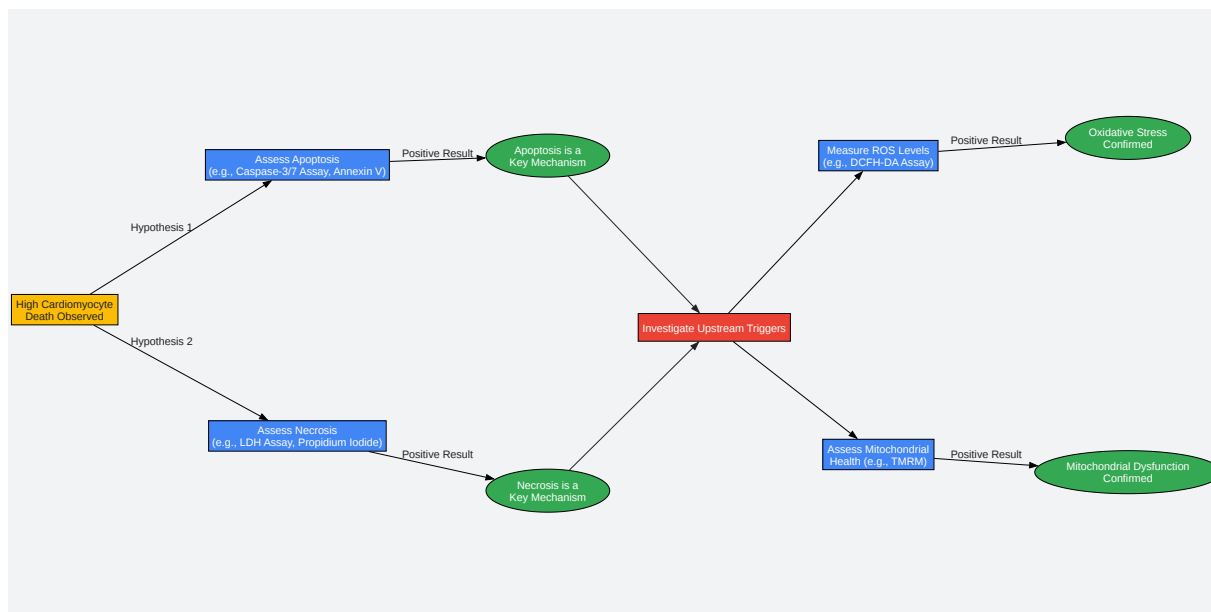 High Cardiomyocyte
Death Observed
Hypothesis 1
Hypothesis 2
Assess Apoptosis
(e.g., Caspase-3/7 Assay, Annexin V)
Positive Result
Apoptosis is a
Key Mechanism
Assess Necrosis
(e.g., LDH Assay, Propidium Iodide)
Positive Result
Necrosis is a
Key Mechanism
Investigate Upstream Triggers
Measure ROS Levels
(e.g., DCFH-DA Assay)
Positive Result
Oxidative Stress
Confirmed
Assess Mitochondrial
Health (e.g., TMRM)
Positive Result
Mitochondrial Dysfunction
Confirmed